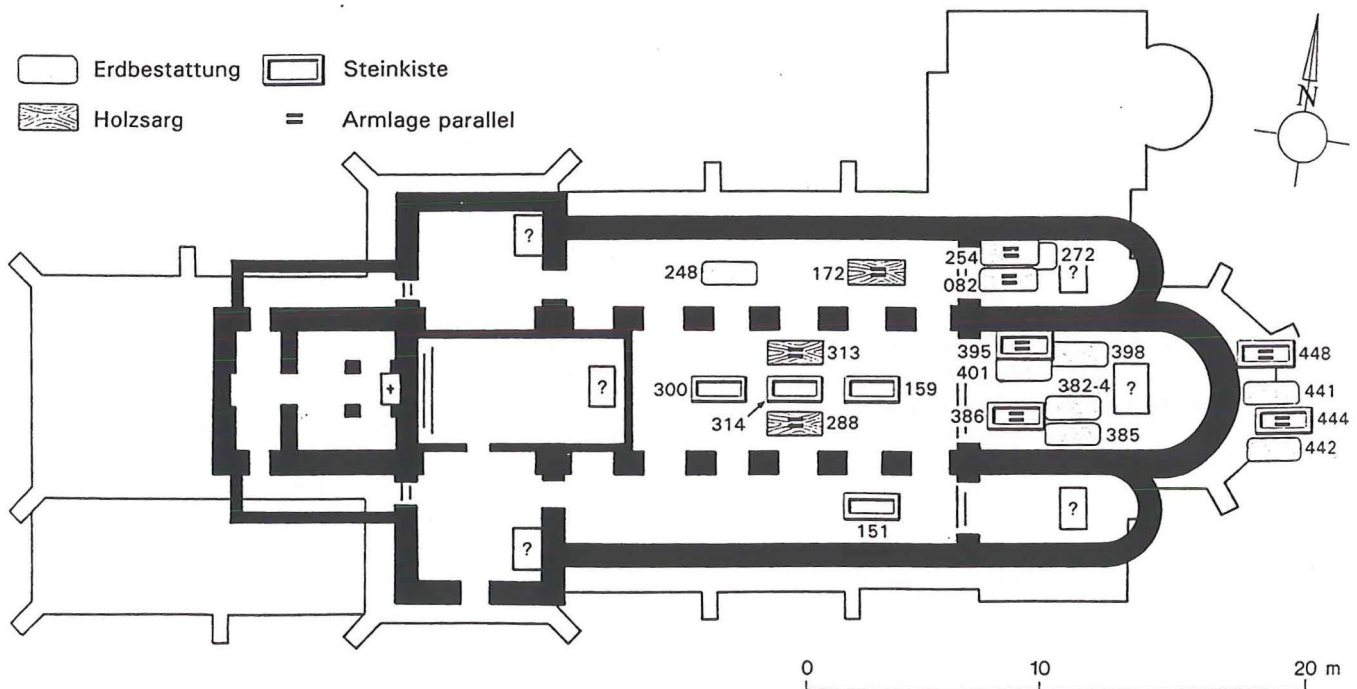 Erdbestattung Steinkiste
Holzsarg = Armlage parallel
N
?
254 272
248 172 082 ?
313 395 398 448
401
300 159 382-4 441
? ?
314 288 386 444
385 442
151 ?
?
0 10 20 m